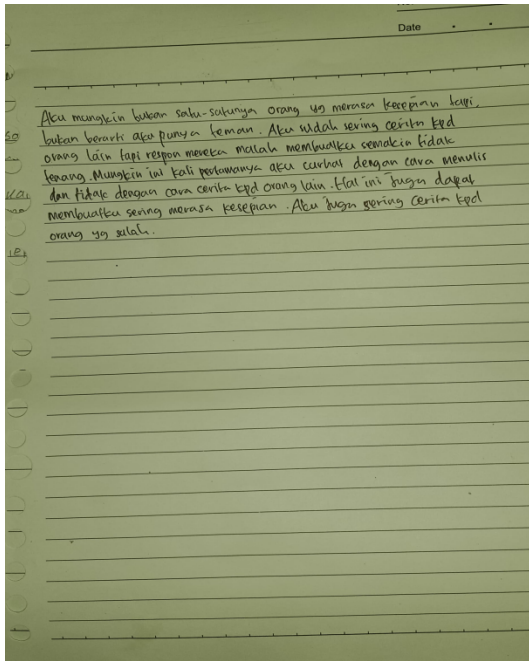 Date
Aku mungkin bukan satu-satunya orang yg merasa kesepian tapi.
bukan berarti aku punya teman. Aku sudah sering cerita kpd
orang lain tapi respon mereka malah membuatku semakin tidak
tenang. Mungkin ini kali pertamanya aku curhat dengan cara menulis
dan tidak dengan cara cerita kpd orang lain. Hal ini juga dapat
membuatku sering merasa kesepian. Aku juga sering cerita kpd
orang yg salah.